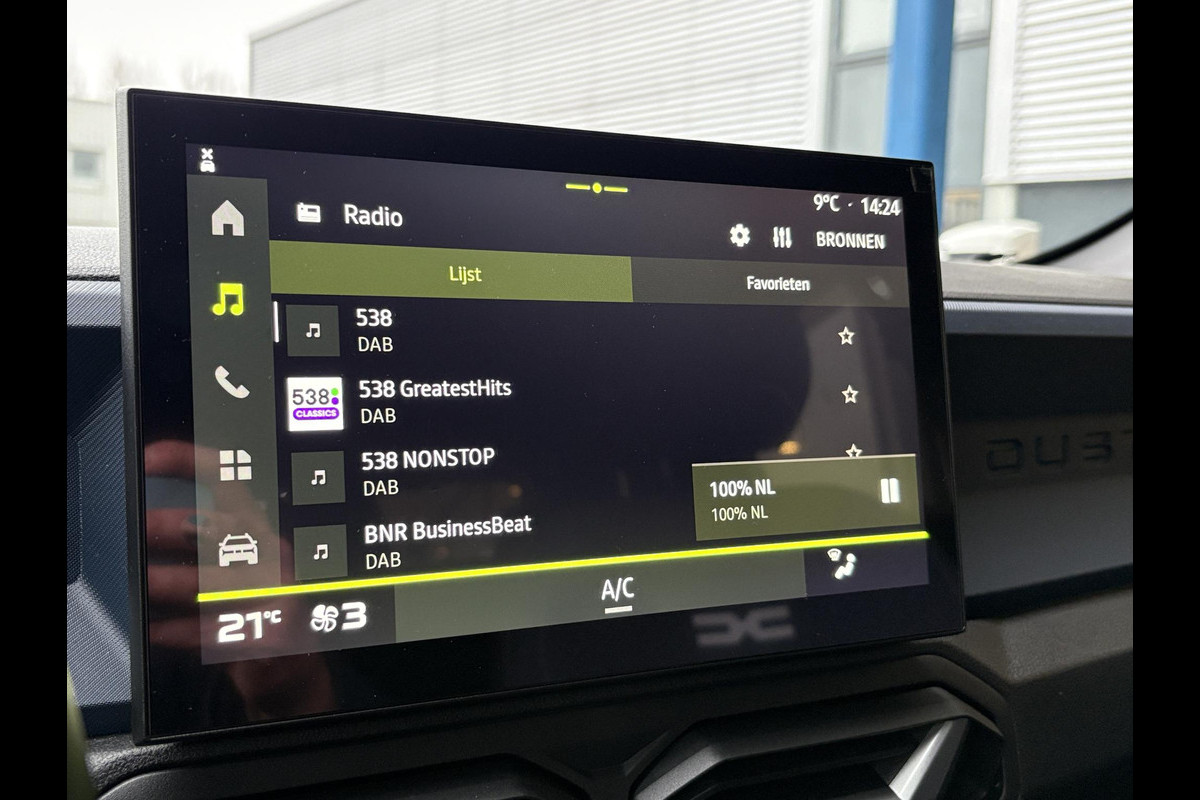 9°C · 14:24
Radio
BRONNEN
Lijst
Favorieten
538
DAB
538 GreatestHits
DAB
538
CLASSICS
538 NONSTOP
DAB
BNR BusinessBeat
DAB
100% NL
100% NL
21°C
3
A/C